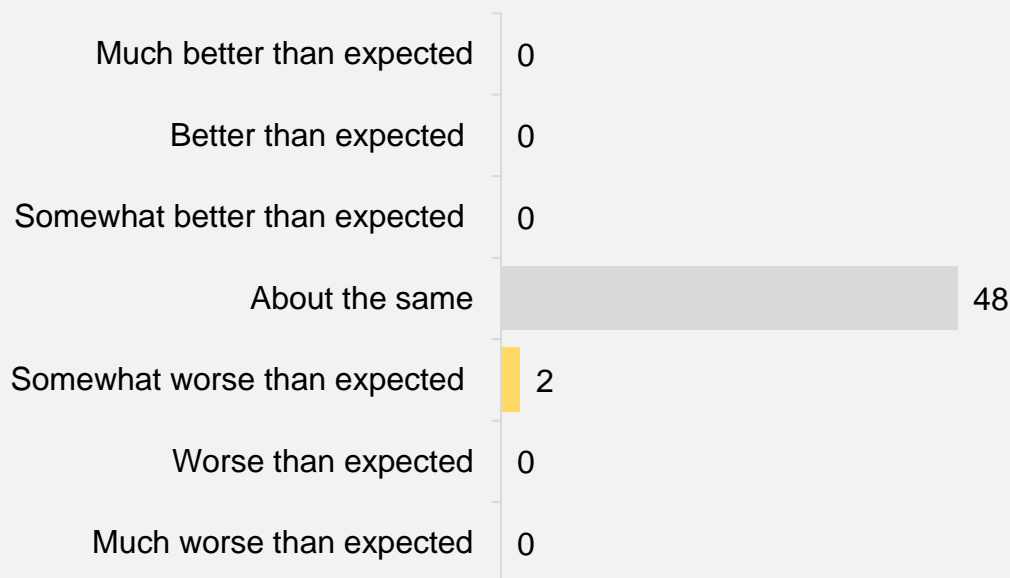 Much better than expected 0
Better than expected 0
Somewhat better than expected 0
About the same 48
Somewhat worse than expected 2
Worse than expected 0
Much worse than expected 0